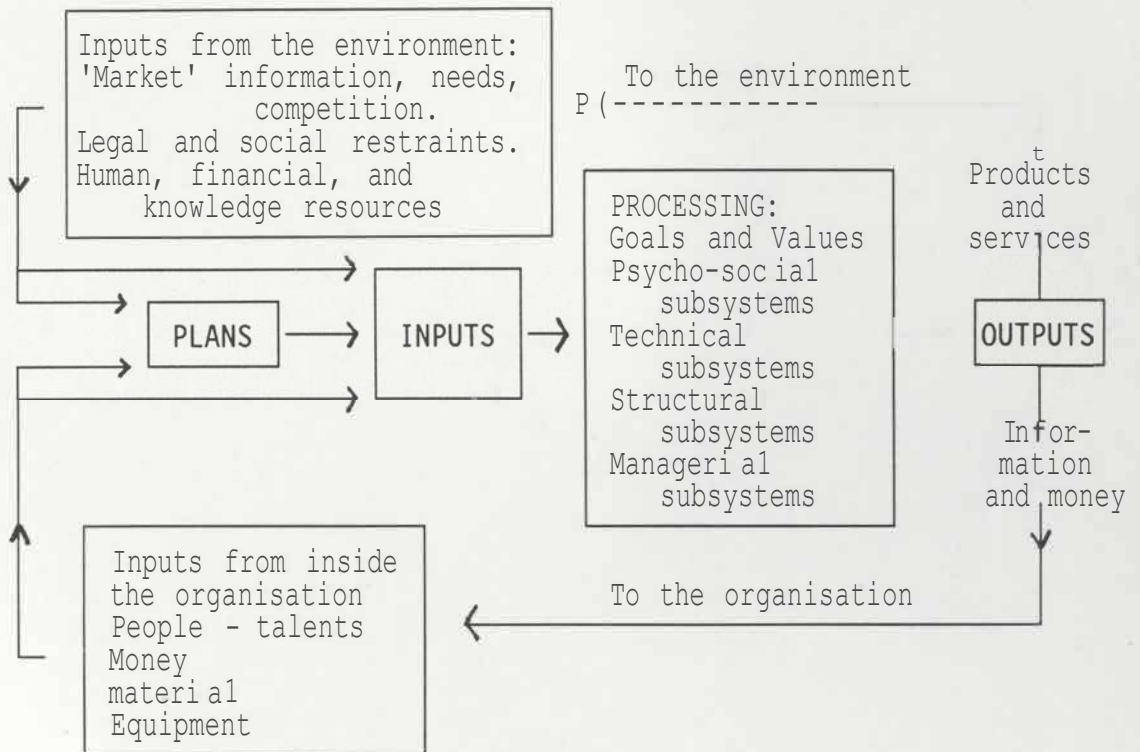 Inputs from the environment:
'Market' information, needs,
competition.
Legal and social restraints.
Human, financial, and
knowledge resources
To the environment
P (-----------
t
Products
and
services
PROCESSING:
Goals and Values
Psycho-social
subsystems
Technical
subsystems
Structural
subsystems
Managerial
subsystems
PLANS
INPUTS
OUTPUTS
Infor-
mation
and money
To the organisation
Inputs from inside
the organisation
People - talents
Money
material
Equipment